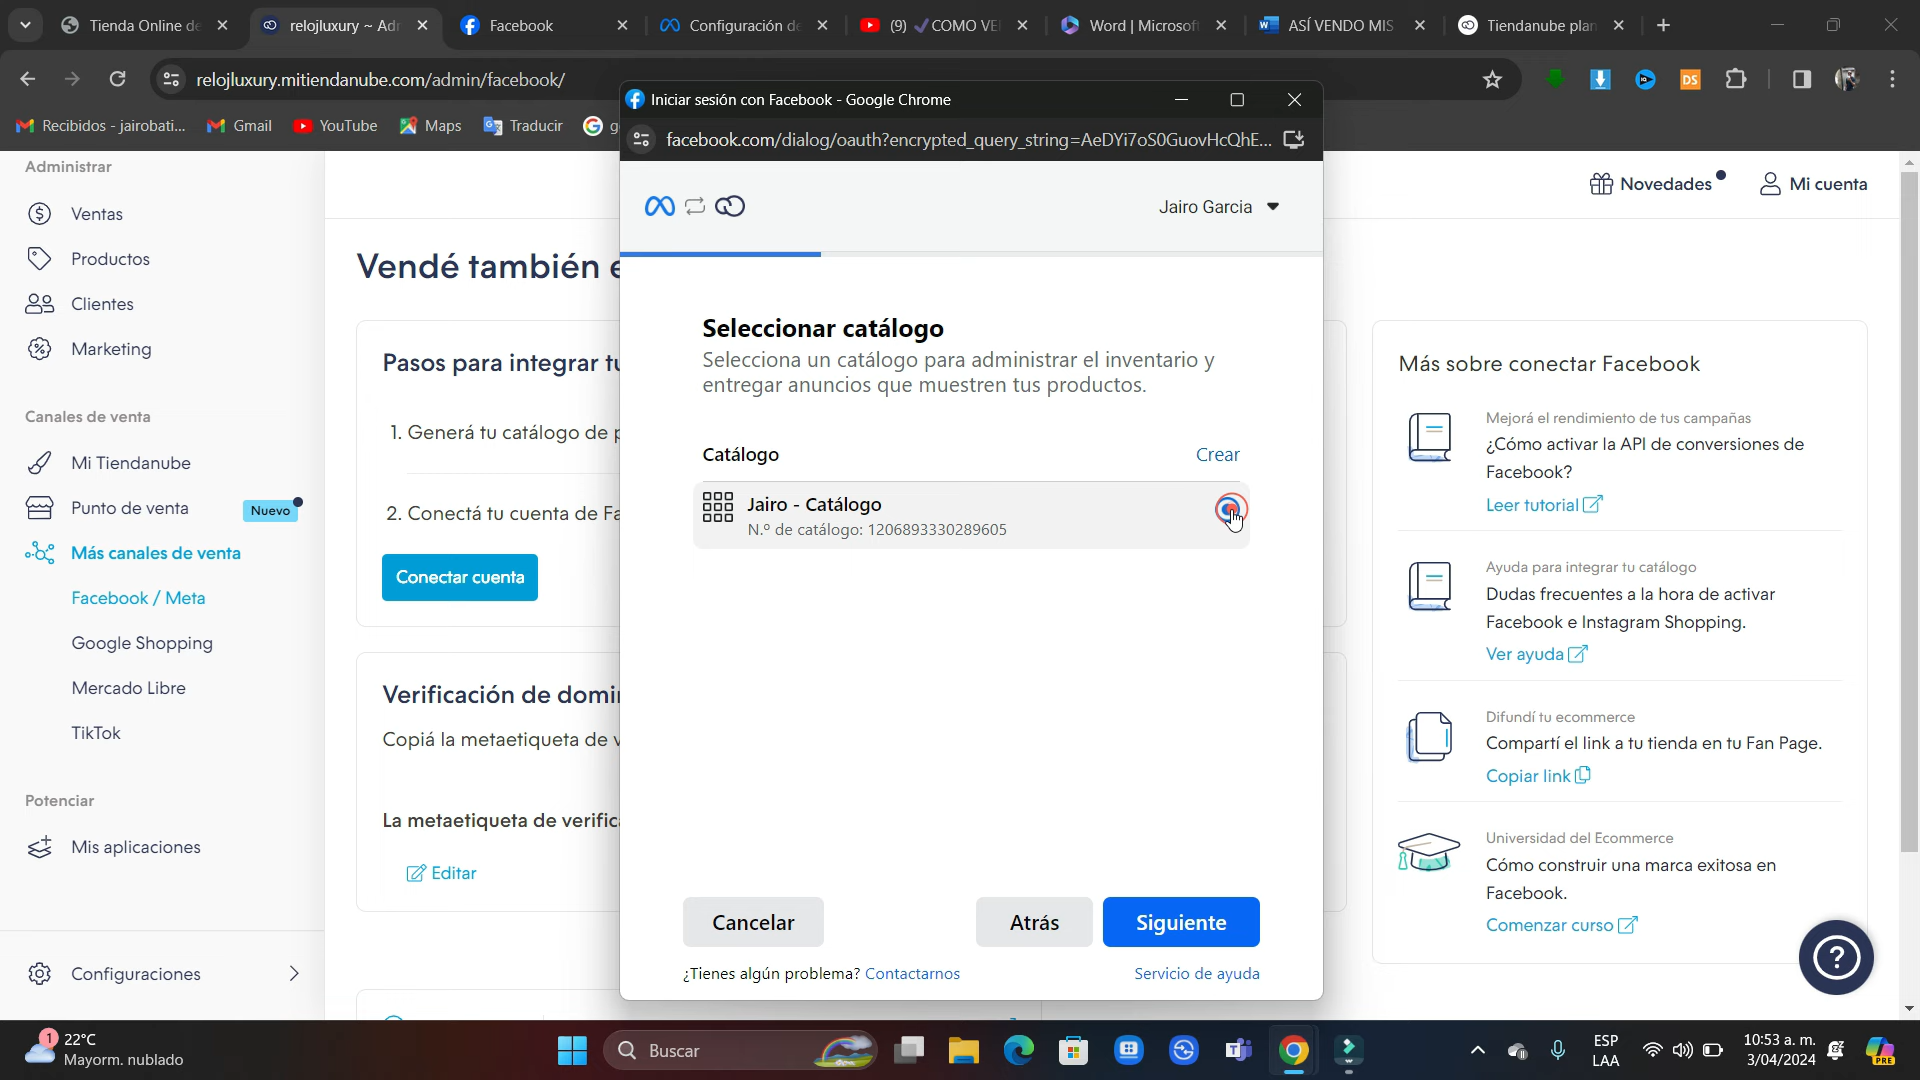 Tienda Online de
relojluxury ~ Adr
Facebook
Configuración de
(9) ✓COMO VE
Word | Microsoft
ASÍ VENDO MIS
Tiendanube plan
relojluxury.mitiendanube.com/admin/facebook/
Recibidos - jairobati...
Gmail
YouTube
Maps
Traducir
Iniciar sesión con Facebook - Google Chrome
facebook.com/dialog/oauth?encrypted_query_string=AeDYi7oS0GuovHcQhE...
Administrar
Ventas
Productos
Clientes
Marketing
Canales de venta
Mi Tiendanube
Punto de venta
Nuevo
Más canales de venta
Facebook / Meta
Google Shopping
Mercado Libre
TikTok
Potenciar
Mis aplicaciones
Configuraciones
Novedades
Mi cuenta
Vendé también e
Pasos para integrar tu
1. Generá tu catálogo de p
2. Conectá tu cuenta de Fa
Conectar cuenta
Verificación de domi
Copiá la metaetiqueta de v
La metaetiqueta de verific
Editar
Jairo Garcia
Seleccionar catálogo
Selecciona un catálogo para administrar el inventario y
entregar anuncios que muestren tus productos.
Catálogo
Crear
Jairo - Catálogo
N.º de catálogo: 1206893330289605
Cancelar
Atrás
Siguiente
¿Tienes algún problema? Contactarnos
Servicio de ayuda
Más sobre conectar Facebook
Mejorá el rendimiento de tus campañas
¿Cómo activar la API de conversiones de
Facebook?
Leer tutorial
Ayuda para integrar tu catálogo
Dudas frecuentes a la hora de activar
Facebook e Instagram Shopping.
Ver ayuda
Difundí tu ecommerce
Compartí el link a tu tienda en tu Fan Page.
Copiar link
Universidad del Ecommerce
Cómo construir una marca exitosa en
Facebook.
Comenzar curso
1
22°C
Mayorm. nublado
Buscar
ESP
LAA
10:53 a. m.
3/04/2024